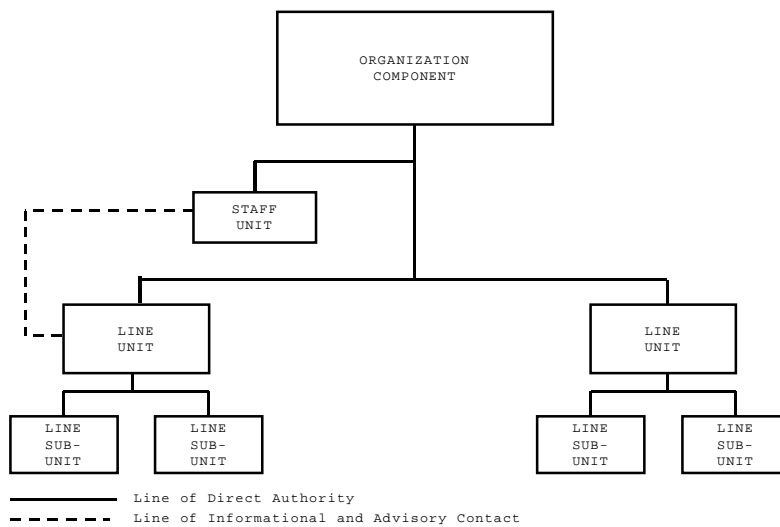 ORGANIZATION
COMPONENT
STAFF
UNIT
LINE
UNIT
LINE
UNIT
LINE
SUB-
UNIT
LINE
SUB-
UNIT
LINE
SUB-
UNIT
LINE
SUB-
UNIT
Line of Direct Authority
Line of Informational and Advisory Contact